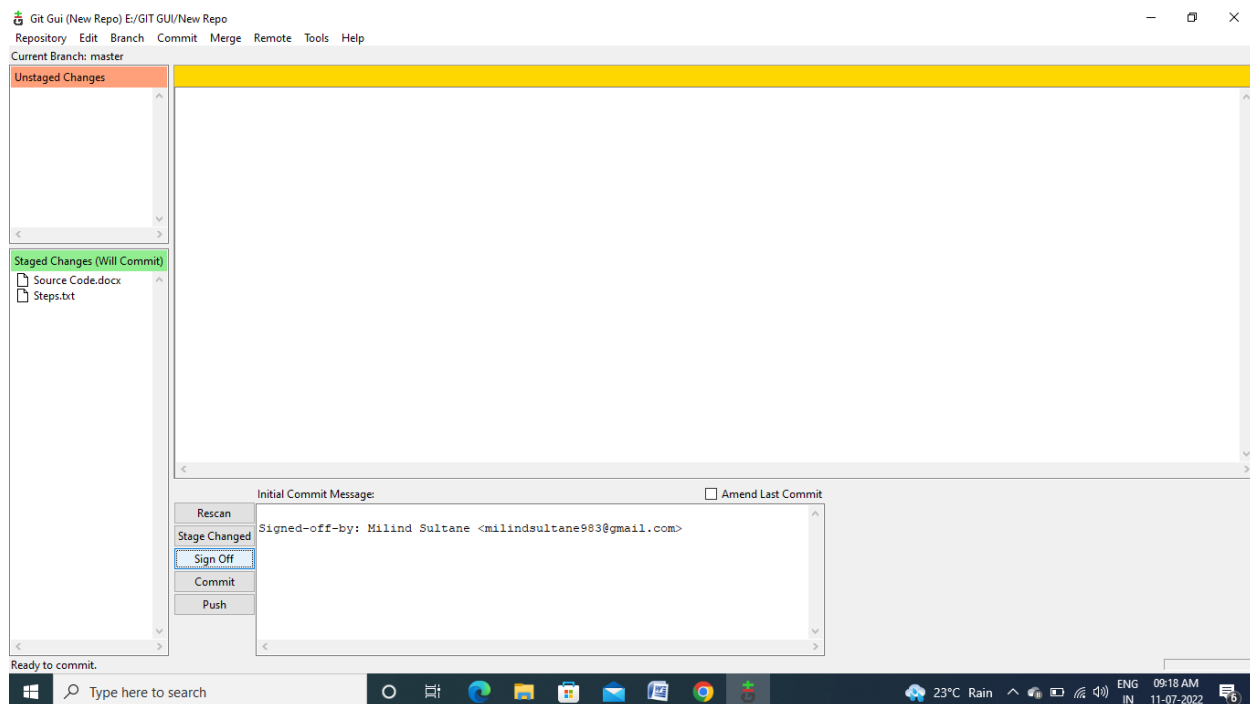 Git Gui (New Repo) E:/GIT GUI/New Repo
Repository Edit Branch Commit Merge Remote Tools Help
Current Branch: master
Unstaged Changes
Staged Changes (Will Commit)
Source Code.docx
Steps.txt
Initial Commit Message:
Amend Last Commit
Rescan
Stage Changed
Sign Off
Commit
Push
Signed-off-by: Milind Sultane <milindsultane983@gmail.com>
Ready to commit.
Type here to search
23°C Rain
ENG
IN
09:18 AM
11-07-2022
6